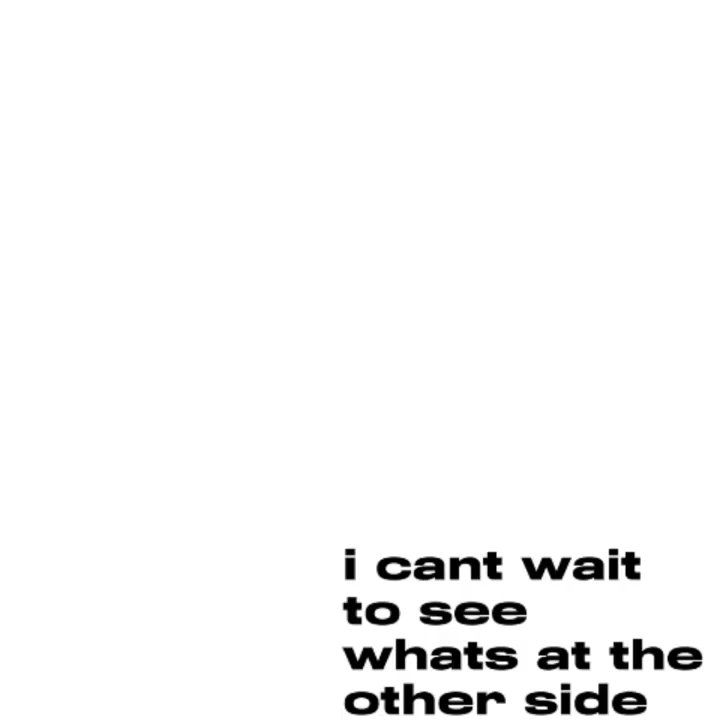 i cant wait
to see
whats at the
other side